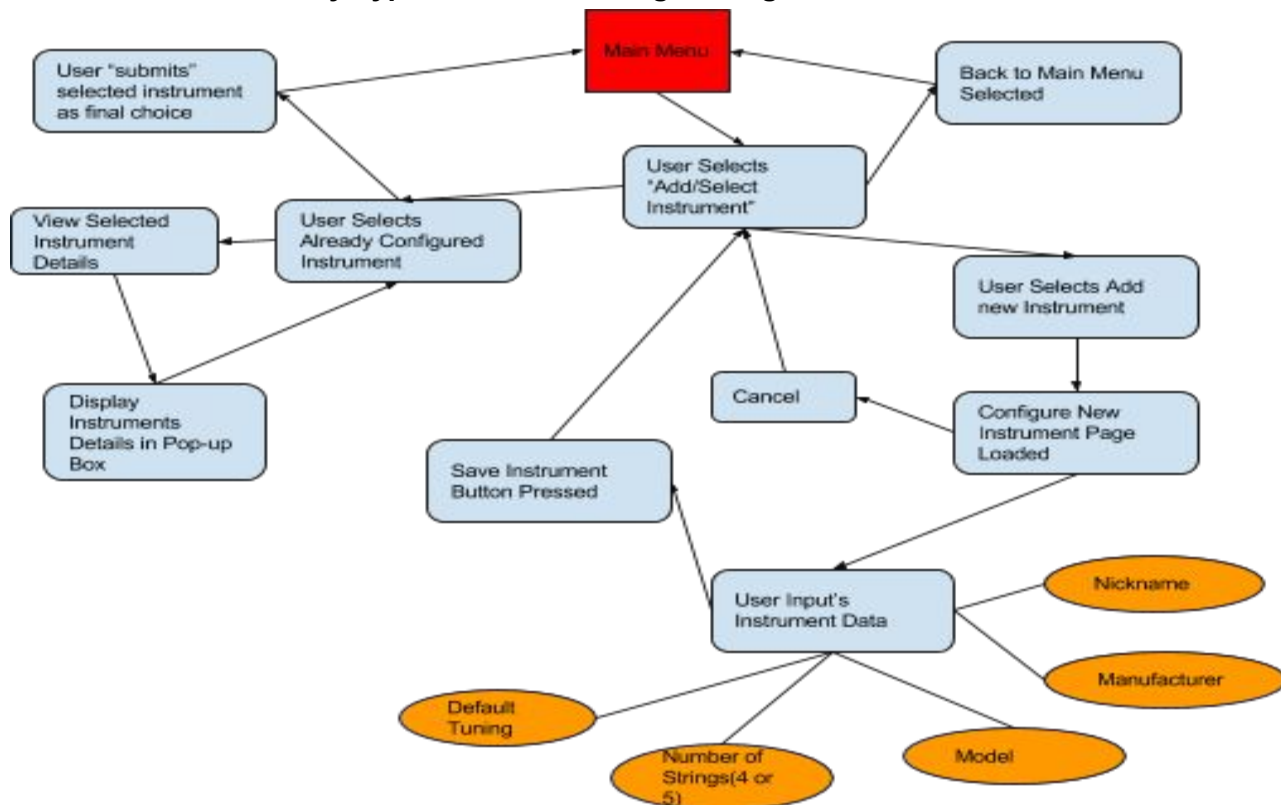 Main Menu
User "submits"
selected instrument
as final choice
Back to Main Menu
Selected
User Selects
"Add/Select
Instrument"
View Selected
Instrument
Details
User Selects
Already Configured
Instrument
User Selects Add
new Instrument
Display
Instruments
Details in Pop-up
Box
Cancel
Configure New
Instrument Page
Loaded
Save Instrument
Button Pressed
User Input's
Instrument Data
Nickname
Manufacturer
Default
Tuning
Number of
Strings(4 or
5)
Model